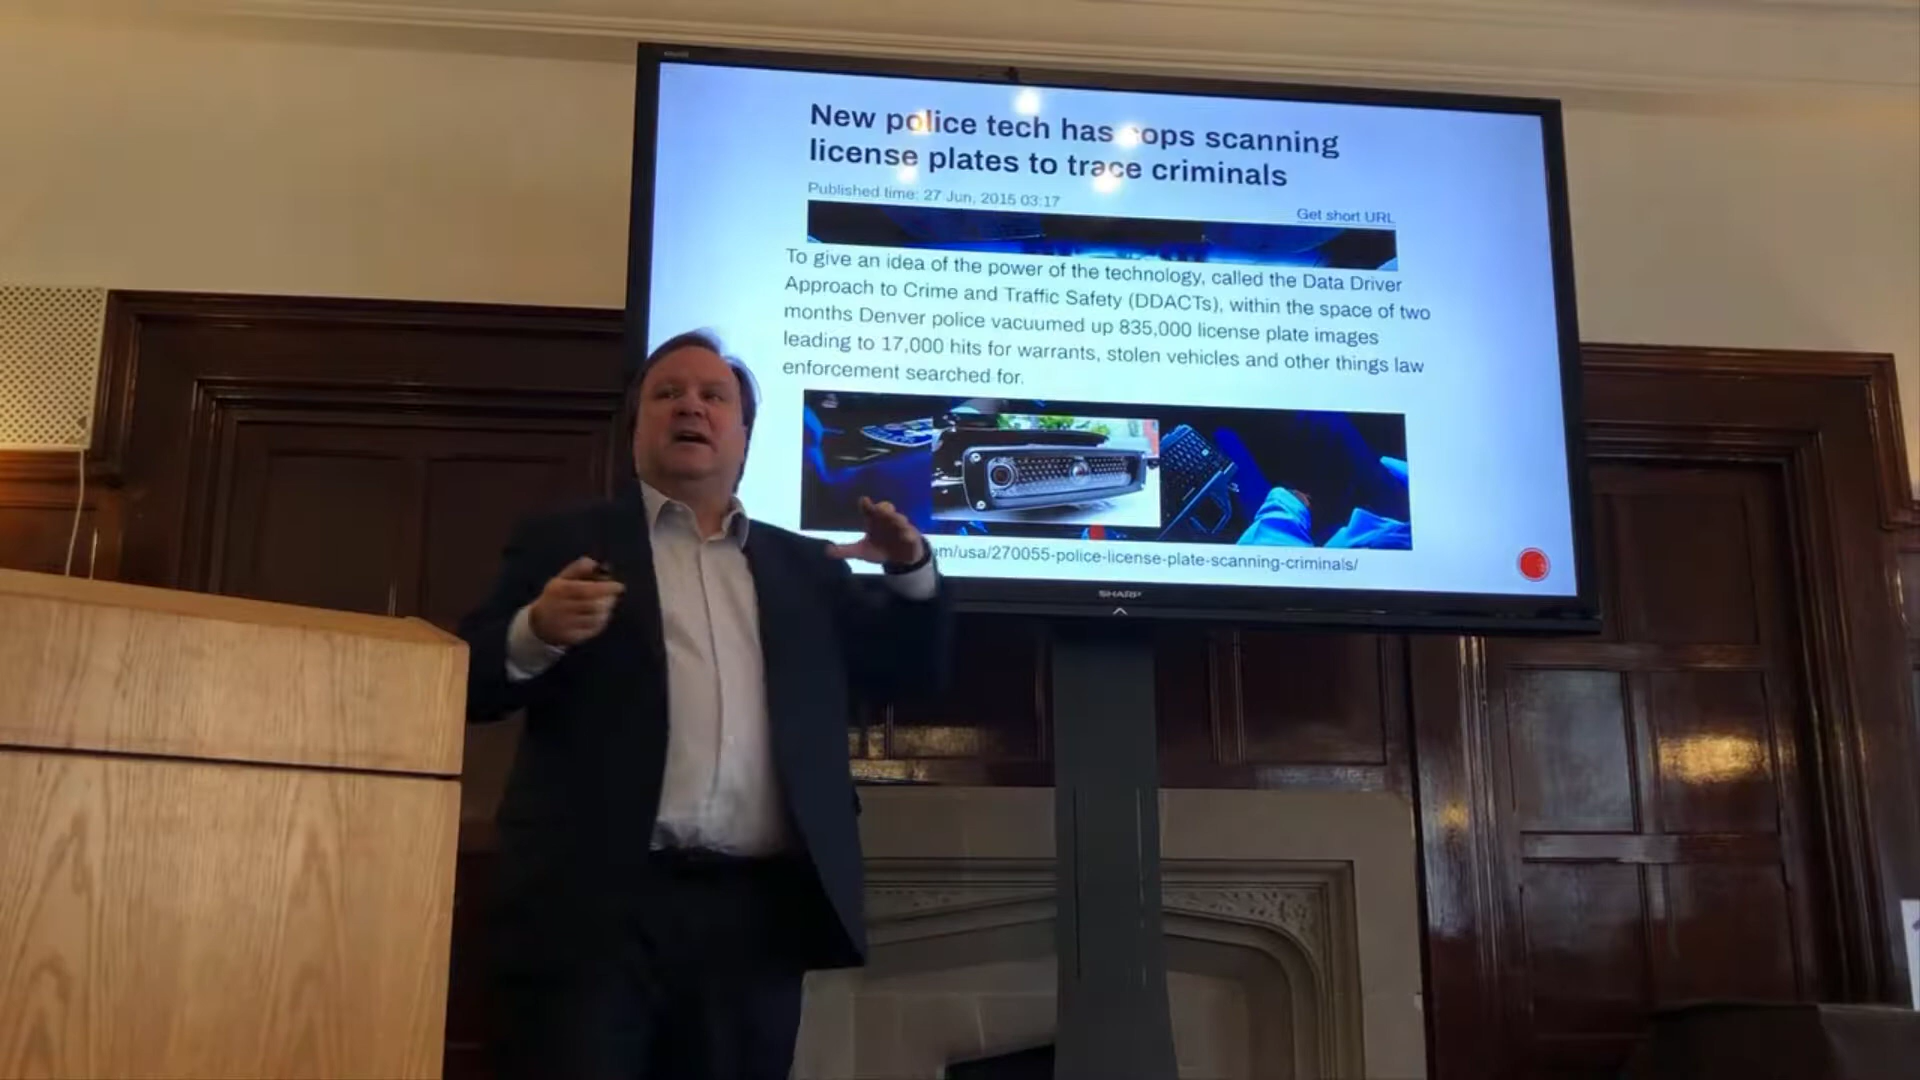 New police tech has cops scanning
license plates to trace criminals
Published time: 27 Jun, 2015 03:17
Get short URL
To give an idea of the power of the technology, called the Data Driver
Approach to Crime and Traffic Safety (DDACTs), within the space of two
months Denver police vacuumed up 835,000 license plate images
leading to 17,000 hits for warrants, stolen vehicles and other things law
enforcement searched for.
em/usa/270055-police-license-plate-scanning-criminals/
SHARP